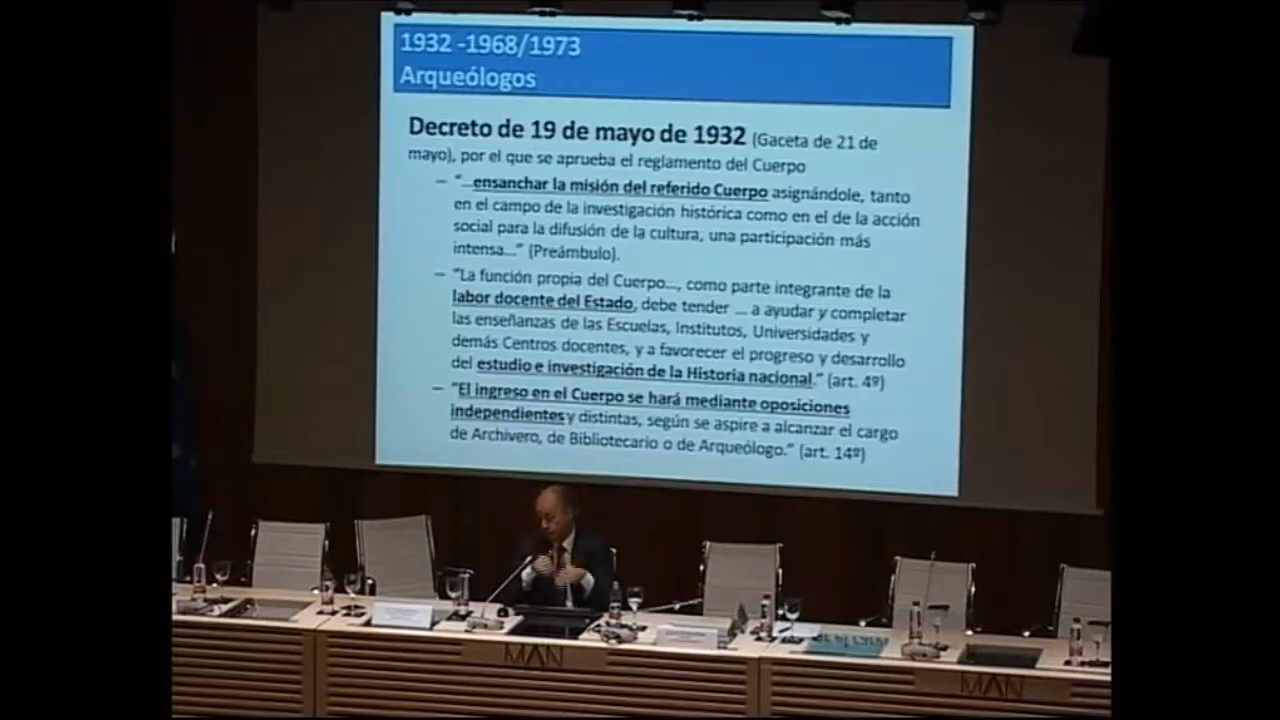 1932 -1968/1973
Arqueólogos
Decreto de 19 de mayo de 1932 (Gaceta de 21 de
mayo), por el que se aprueba el reglamento del Cuerpo
– “…ensanchar la misión del referido Cuerpo asignándole, tanto
en el campo de la investigación histórica como en el de la acción
social para la difusión de la cultura, una participación más
intensa…” (Preámbulo).
– “La función propia del Cuerpo…, como parte integrante de la
labor docente del Estado, debe tender … a ayudar y completar
las enseñanzas de las Escuelas, Institutos, Universidades y
demás Centros docentes, y a favorecer el progreso y desarrollo
del estudio e investigación de la Historia nacional.” (art. 4º)
– “El ingreso en el Cuerpo se hará mediante oposiciones
independientes y distintas, según se aspire a alcanzar el cargo
de Archivero, de Bibliotecario o de Arqueólogo.” (art. 14º)
MAN
MAN